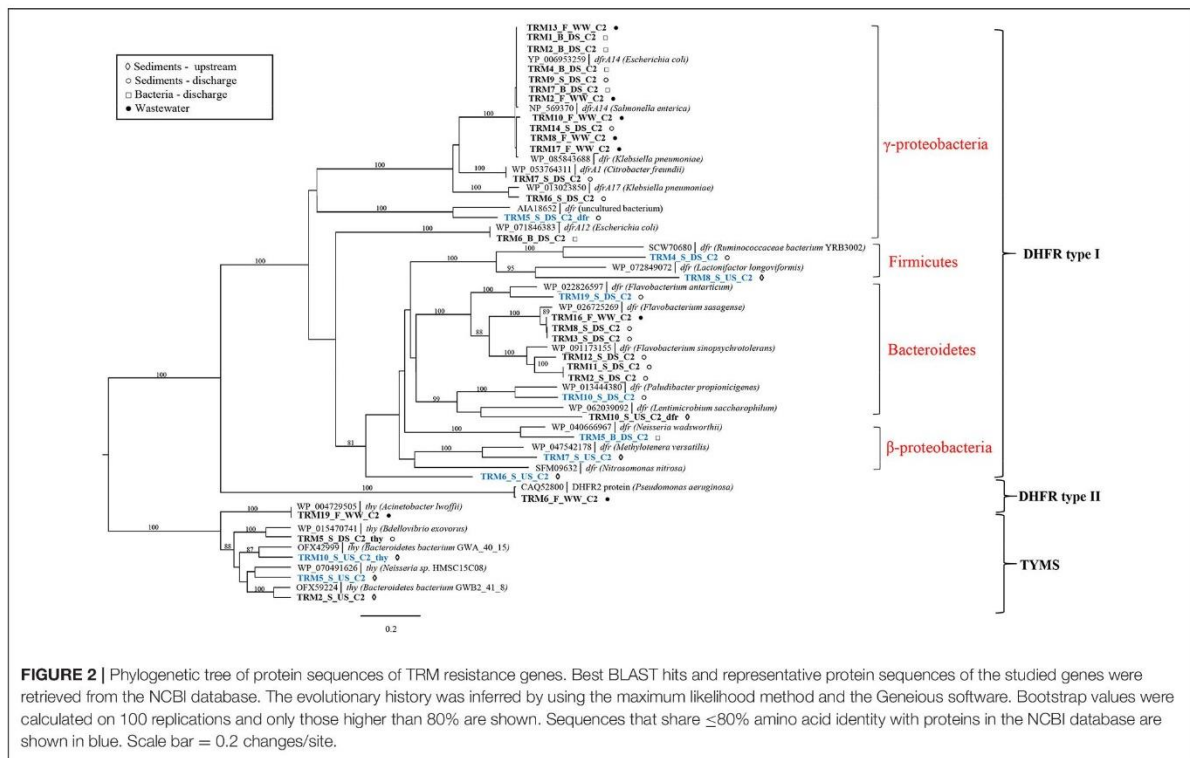 ◊ Sediments - upstream
○ Sediments - discharge
□ Bacteria - discharge
● Wastewater
TRM13_F_WW_C2 ●
TRM1_B_DS_C2 □
TRM2_B_DS_C2 □
YP_006953259 | dfrA14 (Escherichia coli)
TRM4_B_DS_C2 □
TRM9_S_DS_C2 ○
TRM7_B_DS_C2 □
TRM2_F_WW_C2 ●
NP_569370 | dfrA14 (Salmonella enterica)
100 TRM10_F_WW_C2 ●
TRM14_S_DS_C2 ○
TRM8_F_WW_C2 ●
TRM17_F_WW_C2 ●
WP_085843688 | dfr (Klebsiella pneumoniae)
γ-proteobacteria
100
100 WP_053764311 | dfrA1 (Citrobacter freundii)
TRM7_S_DS_C2 ○
100 WP_013023850 | dfrA17 (Klebsiella pneumoniae)
TRM6_S_DS_C2 ○
100 AIA18652 | dfr (uncultured bacterium)
TRM5_S_DS_C2_dfr ○
100 WP_071846383 | dfrA12 (Escherichia coli)
TRM6_B_DS_C2 □
100 SCW70680 | dfr (Ruminococcaceae bacterium YRB3002)
TRM4_S_DS_C2 ○
100
95 WP_072849072 | dfr (Lactonifactor longoviformis)
TRM8_S_US_C2 ◊
Firmicutes
DHFR type I
100
100 WP_022826597 | dfr (Flavobacterium antarcticum)
TRM19_S_DS_C2 ○
100
100 89 WP_026725269 | dfr (Flavobacterium sasagense)
TRM16_F_WW_C2 ●
TRM8_S_DS_C2 ○
88 TRM3_S_DS_C2 ○
100 WP_091173155 | dfr (Flavobacterium sinopsychrotolerans)
TRM12_S_DS_C2 ○
100 TRM11_S_DS_C2 ○
TRM2_S_DS_C2 ○
Bacteroidetes
100 WP_013444380 | dfr (Paludibacter propionicigenes)
TRM10_S_DS_C2 ○
99 WP_062039092 | dfr (Lentimicrobium saccharophilum)
TRM10_S_US_C2_dfr ◊
100 WP_040666967 | dfr (Neisseria wadsworthii)
TRM5_B_DS_C2 □
100 WP_047542178 | dfr (Methylotenera versatilis)
TRM7_S_US_C2 ◊
SFM09632 | dfr (Nitrosomonas nitrosa)
β-proteobacteria
81 TRM6_S_US_C2 ◊
100
100 CAQ52800 | DHFR2 protein (Pseudomonas aeruginosa)
TRM6_F_WW_C2 ●
DHFR type II
100 WP_004729505 | thy (Acinetobacter lwoffii)
TRM19_F_WW_C2 ●
100
100 WP_015470741 | thy (Bdellovibrio exovorus)
TRM5_S_DS_C2_thy ○
88 87 OFX42999 | thy (Bacteroidetes bacterium GWA_40_15)
TRM10_S_US_C2_thy ◊
WP_070491626 | thy (Neisseria sp. HMSC15C08)
TRM5_S_US_C2 ◊
100 OFX59224 | thy (Bacteroidetes bacterium GWB2_41_8)
TRM2_S_US_C2 ◊
TYMS
0.2
FIGURE 2 | Phylogenetic tree of protein sequences of TRM resistance genes. Best BLAST hits and representative protein sequences of the studied genes were
retrieved from the NCBI database. The evolutionary history was inferred by using the maximum likelihood method and the Geneious software. Bootstrap values were
calculated on 100 replications and only those higher than 80% are shown. Sequences that share ≤80% amino acid identity with proteins in the NCBI database are
shown in blue. Scale bar = 0.2 changes/site.